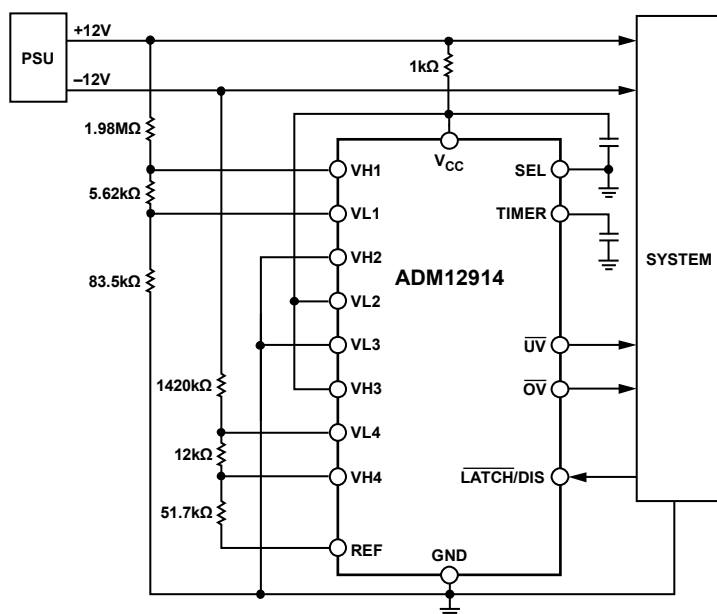 PSU
+12V
–12V
1kΩ
1.98MΩ
5.62kΩ
83.5kΩ
1420kΩ
12kΩ
51.7kΩ
VCC
VH1
VL1
VH2
VL2
VL3
VH3
VL4
VH4
REF
ADM12914
SEL
TIMER
UV
OV
LATCH/DIS
GND
SYSTEM